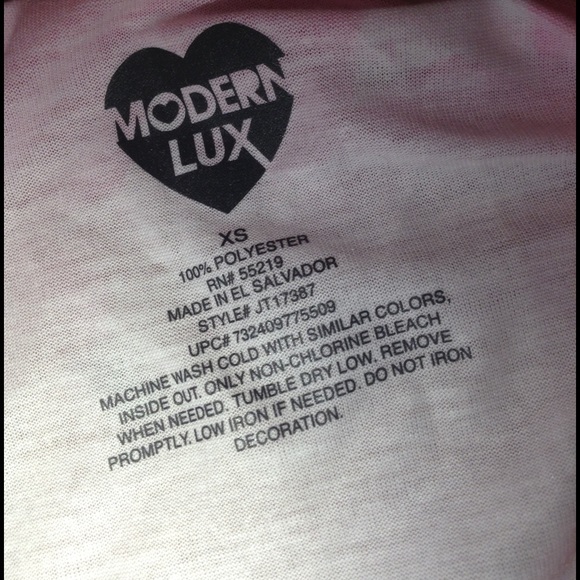 MODERN
LUX
XS
100% POLYESTER
RN# 55219
MADE IN EL SALVADOR
STYLE# JT17387
UPC# 732409775509
MACHINE WASH COLD WITH SIMILAR COLORS,
INSIDE OUT. ONLY NON-CHLORINE BLEACH
WHEN NEEDED. TUMBLE DRY LOW. REMOVE
PROMPTLY. LOW IRON IF NEEDED. DO NOT IRON
DECORATION.